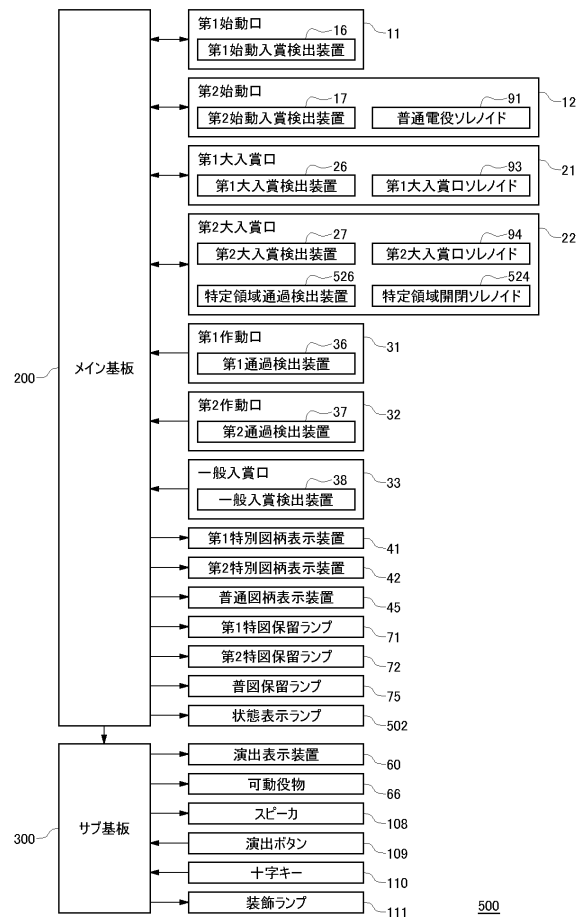 第1始動口
16
11
第1始動入賞検出装置
第2始動口
17
91
12
第2始動入賞検出装置
普通電役ソレノイド
第1大入賞口
26
93
21
第1大入賞検出装置
第1大入賞口ソレノイド
第2大入賞口
27
94
22
第2大入賞検出装置
第2大入賞口ソレノイド
526
524
特定領域通過検出装置
特定領域開閉ソレノイド
第1作動口
36
31
第1通過検出装置
200
メイン基板
第2作動口
37
32
第2通過検出装置
一般入賞口
38
33
一般入賞検出装置
第1特別図柄表示装置
41
第2特別図柄表示装置
42
普通図柄表示装置
45
第1特図保留ランプ
71
第2特図保留ランプ
72
普図保留ランプ
75
状態表示ランプ
502
演出表示装置
60
可動役物
66
スピーカ
108
300
サブ基板
演出ボタン
109
十字キー
110
装飾ランプ
111
500